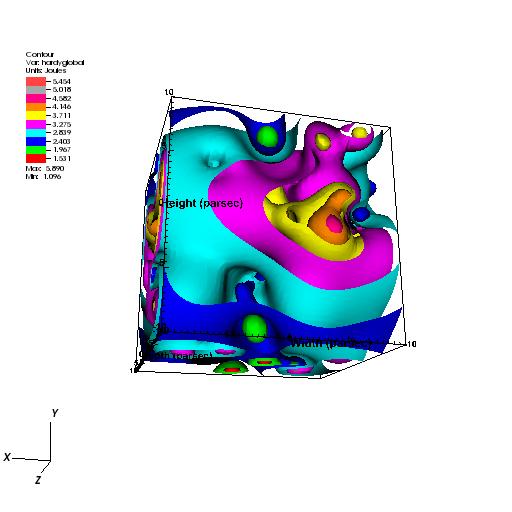 Contour
Var: hardyglobal
Units: Joules
5.454
5.018
4.582
4.146
3.711
3.275
2.839
2.403
1.967
1.531
Max: 5.890
Min: 1.096
10
Height (parsec)
Width (parsec)
10
(parsec)
Y
X
Z